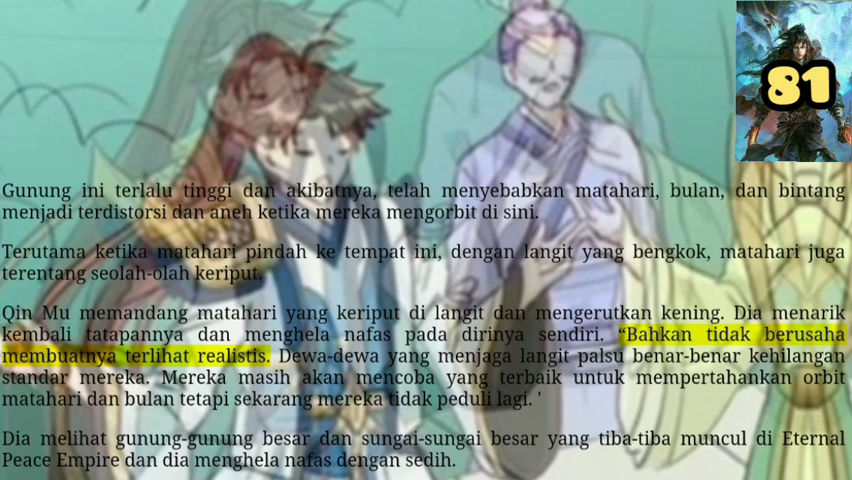 81
Gunung ini terlalu tinggi dan akibatnya, telah menyebabkan matahari, bulan, dan bintang
menjadi terdistorsi dan aneh ketika mereka mengorbit di sini.
Terutama ketika matahari pindah ke tempat ini, dengan langit yang bengkok, matahari juga
terentang seolah-olah keriput.
Qin Mu memandang matahari yang keriput di langit dan mengerutkan kening. Dia menarik
kembali tatapannya dan menghela nafas pada dirinya sendiri. “Bahkan tidak berusaha
membuatnya terlihat realistis. Dewa-dewa yang menjaga langit palsu benar-benar kehilangan
standar mereka. Mereka masih akan mencoba yang terbaik untuk mempertahankan orbit
matahari dan bulan tetapi sekarang mereka tidak peduli lagi. '
Dia melihat gunung-gunung besar dan sungai-sungai besar yang tiba-tiba muncul di Eternal
Peace Empire dan dia menghela nafas dengan sedih.